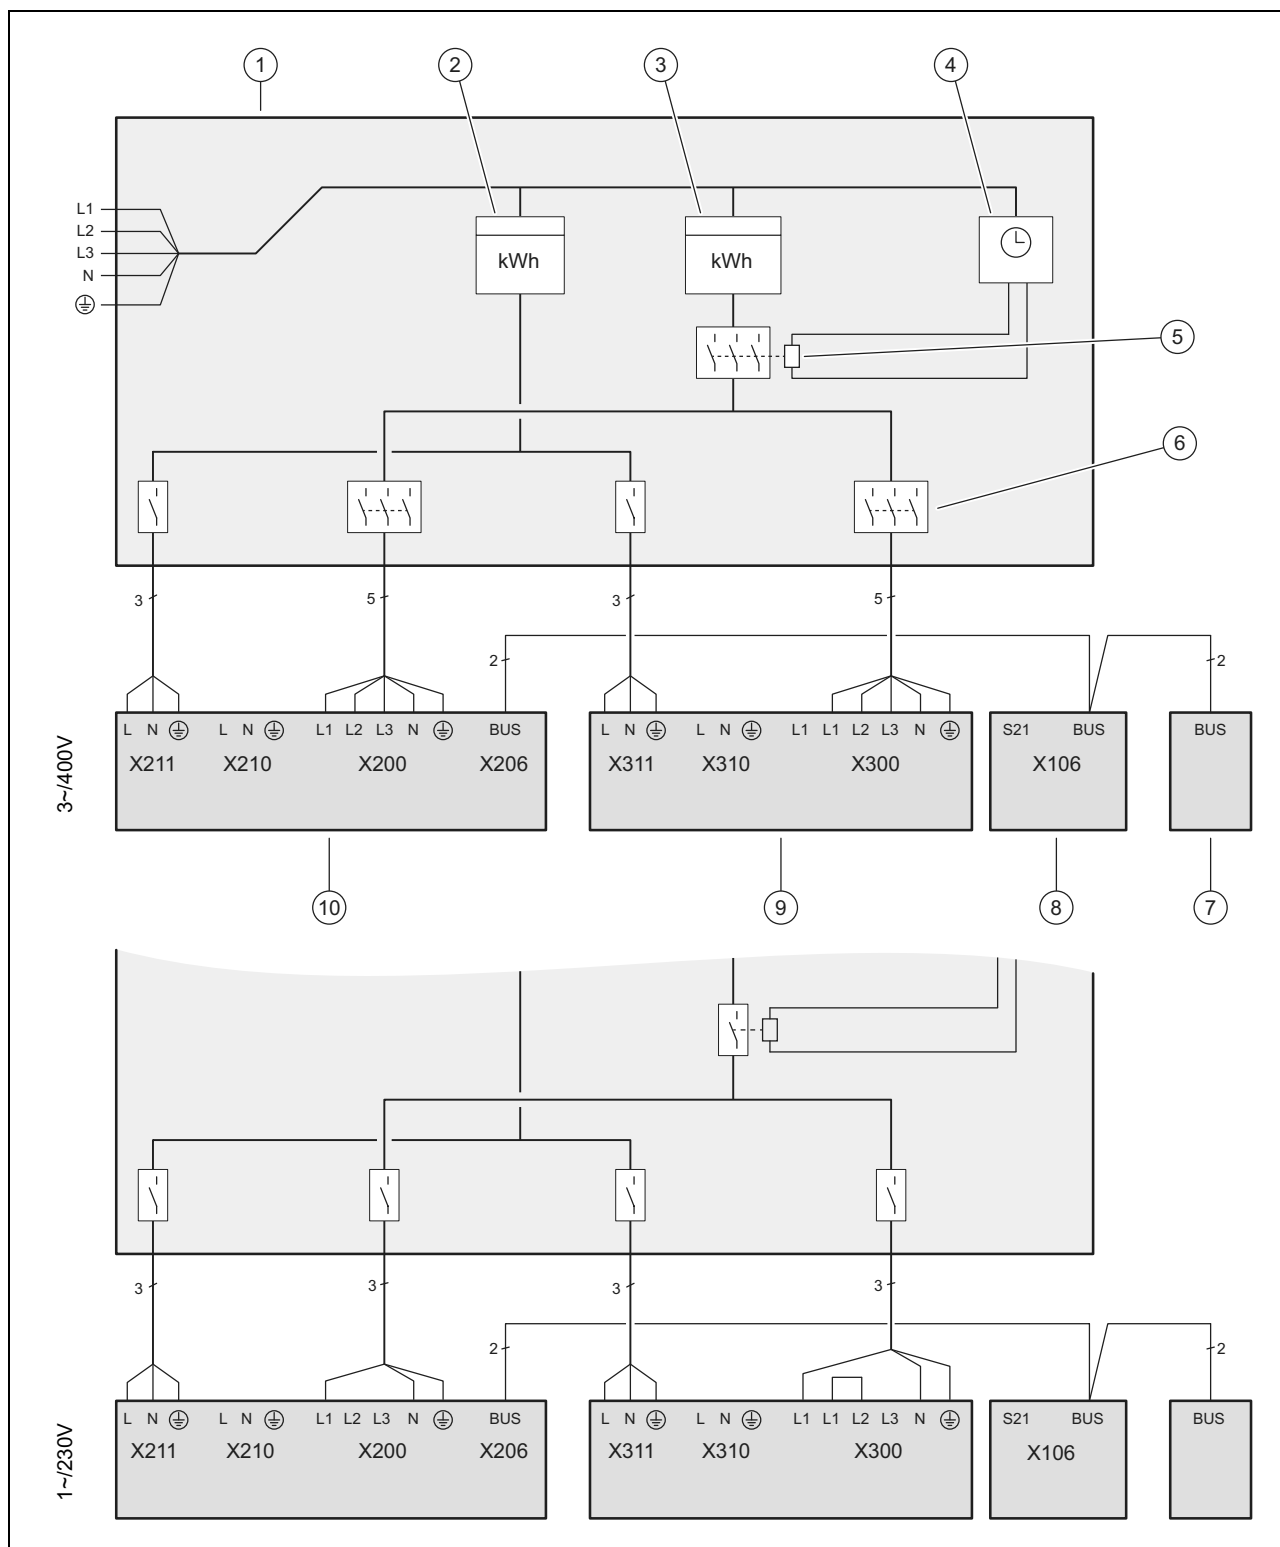 1 2 3 4
L1
L2
L3
N
kWh kWh
5
6
3 5 3 5
2 2
L N L N L1 L2 L3 N BUS L N L N L1 L1 L2 L3 N S21 BUS BUS
X211 X210 X200 X206 X311 X310 X300 X106
3~/400V
10 9 8 7
3 3 3 3
2 2
L N L N L1 L2 L3 N BUS L N L N L1 L1 L2 L3 N S21 BUS BUS
X211 X210 X200 X206 X311 X310 X300 X106
1~/230V